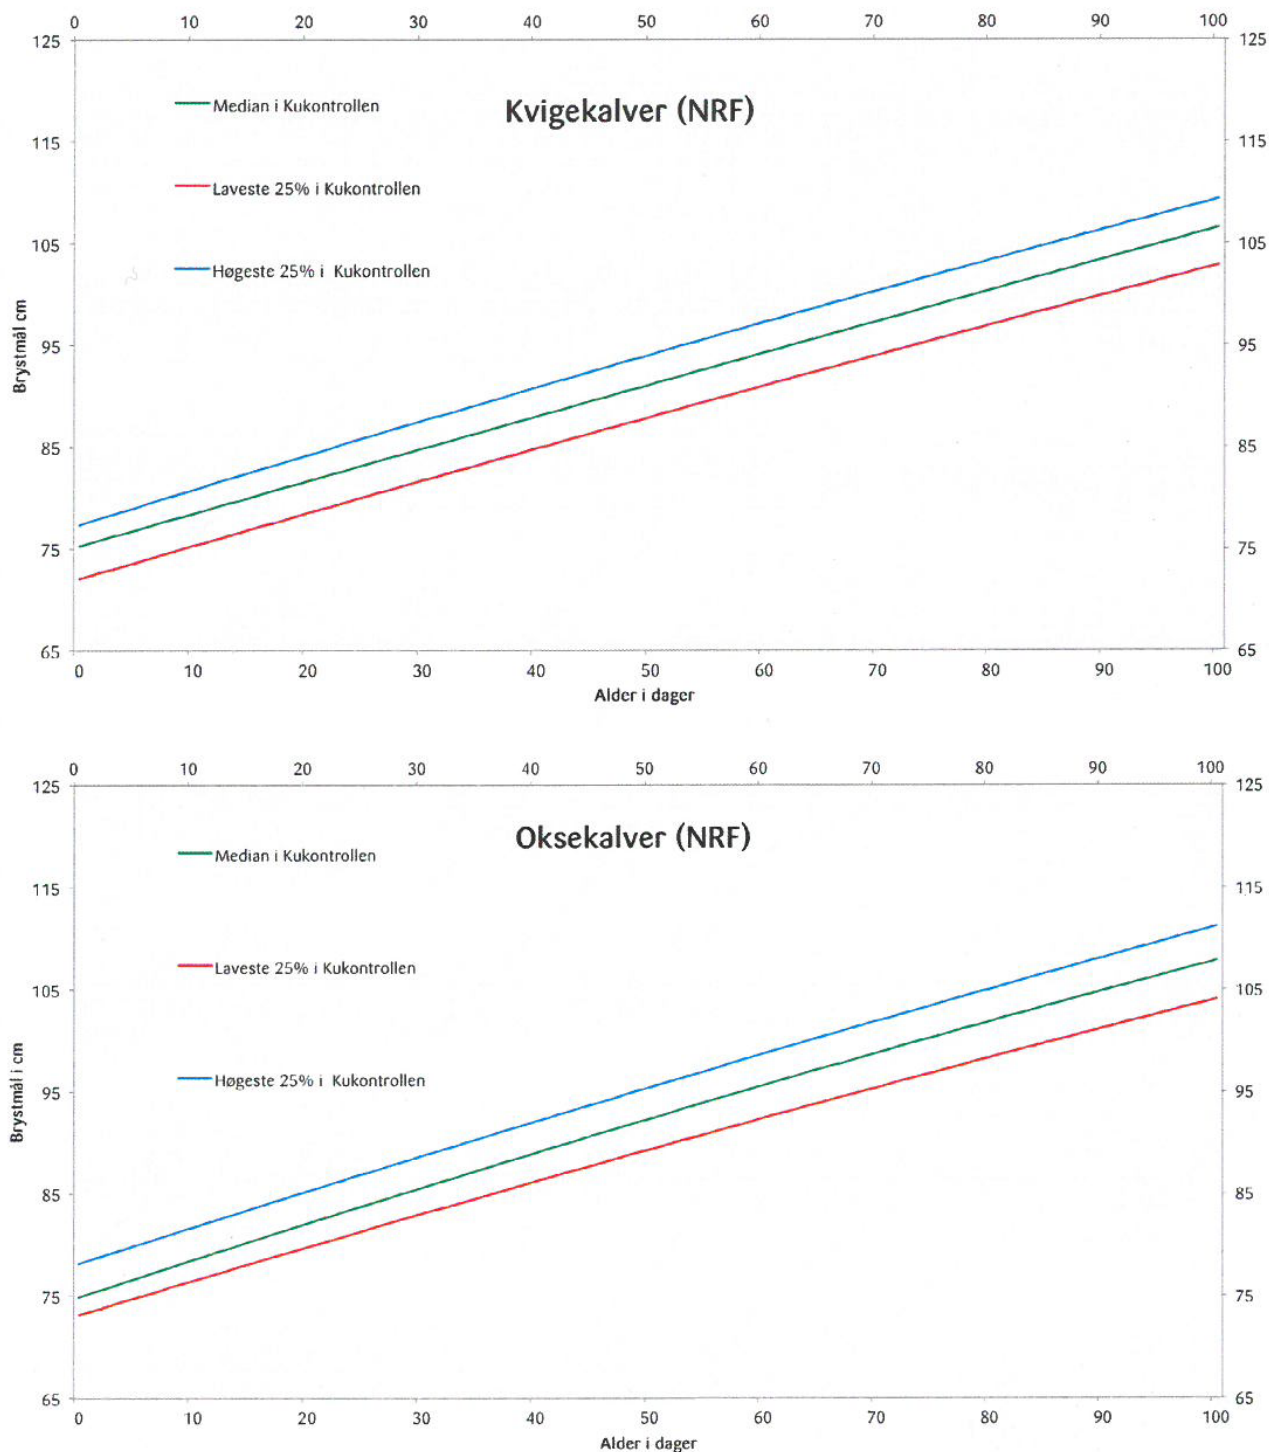 0 10 20 30 40 50 60 70 80 90 100
125 125
Kvigekalver (NRF)
Median i Kukontrollen
115 115
Laveste 25% i Kukontrollen
105 105
Høgeste 25% i Kukontrollen
95 95
Brystmål cm
85 85
75 75
65 65
0 10 20 30 40 50 60 70 80 90 100
Alder i dager
0 10 20 30 40 50 60 70 80 90 100
125 125
Oksekalver (NRF)
Median i Kukontrollen
115 115
Laveste 25% i Kukontrollen
105 105
Høgeste 25% i Kukontrollen
95 95
Brystmål i cm
85 85
75 75
65 65
0 10 20 30 40 50 60 70 80 90 100
Alder i dager